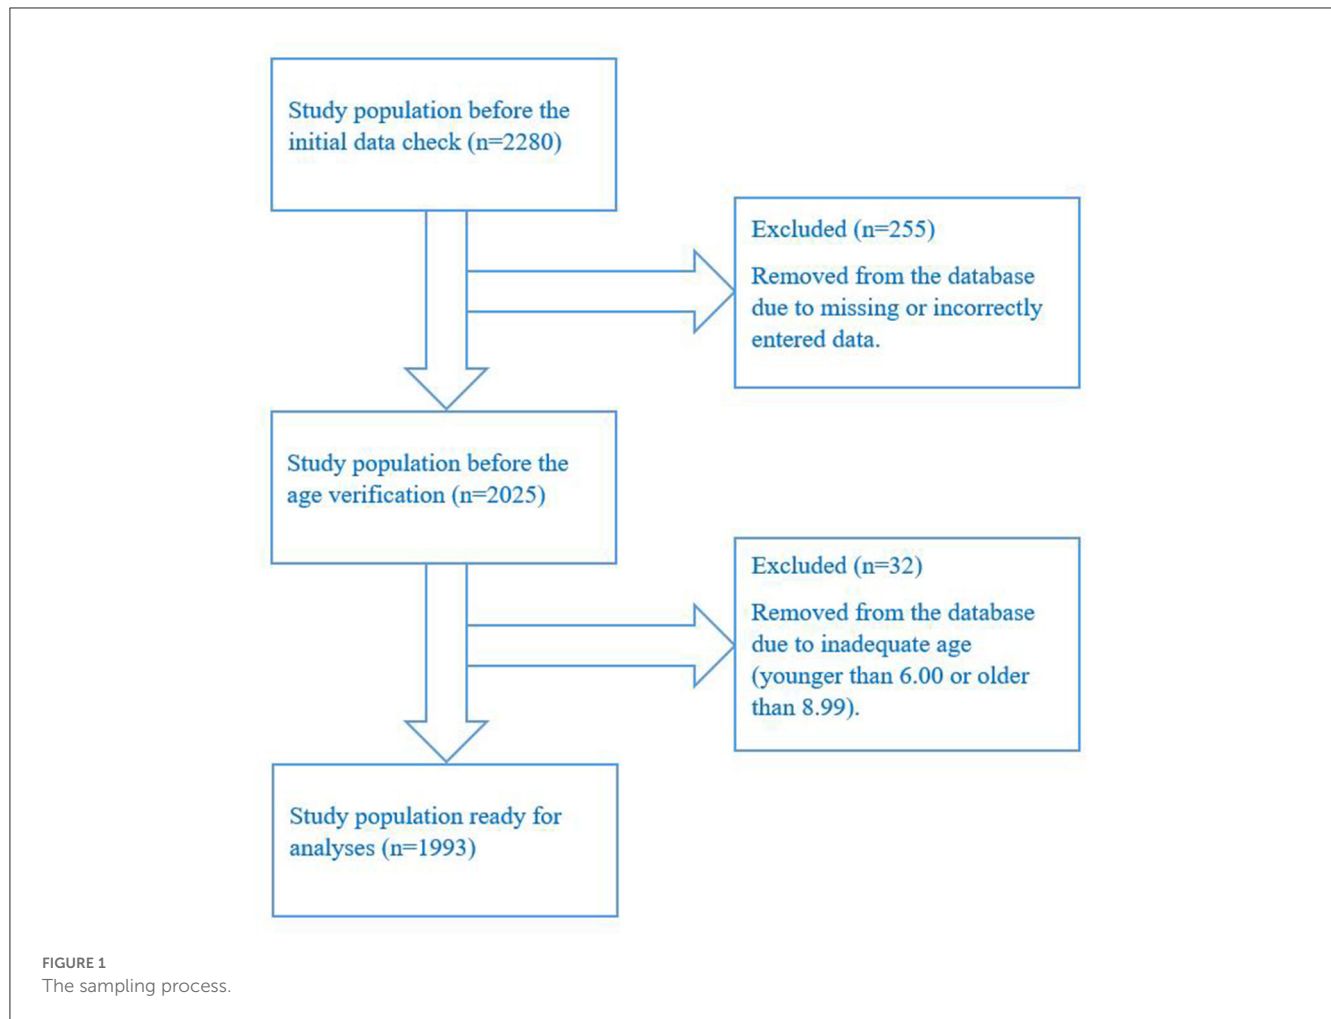 Study population before the
initial data check (n=2280)
Excluded (n=255)
Removed from the database
due to missing or incorrectly
entered data.
Study population before the
age verification (n=2025)
Excluded (n=32)
Removed from the database
due to inadequate age
(younger than 6.00 or older
than 8.99).
Study population ready for
analyses (n=1993)
FIGURE 1
The sampling process.